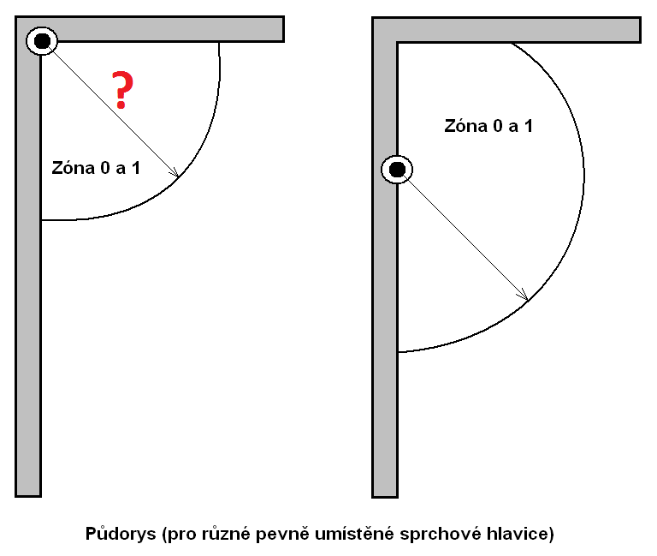 ?
Zóna 0 a 1
Zóna 0 a 1
Půdorys (pro různé pevně umístěné sprchové hlavice)